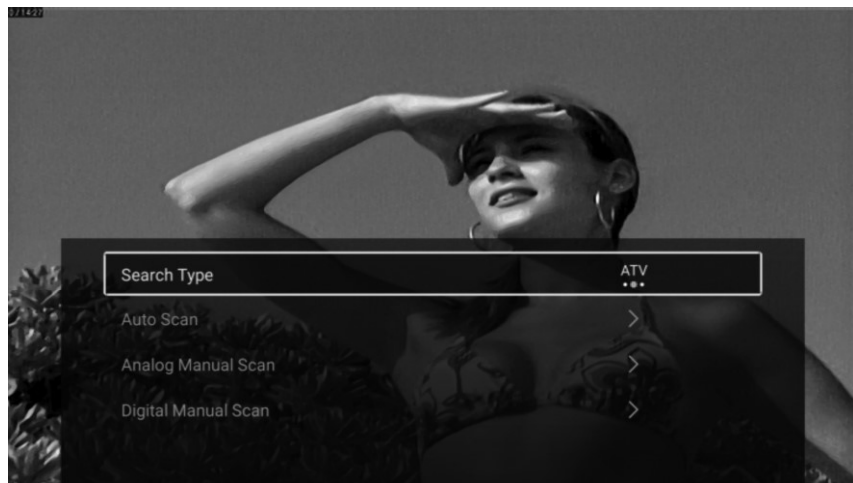 Search Type
ATV
Auto Scan
Analog Manual Scan
Digital Manual Scan